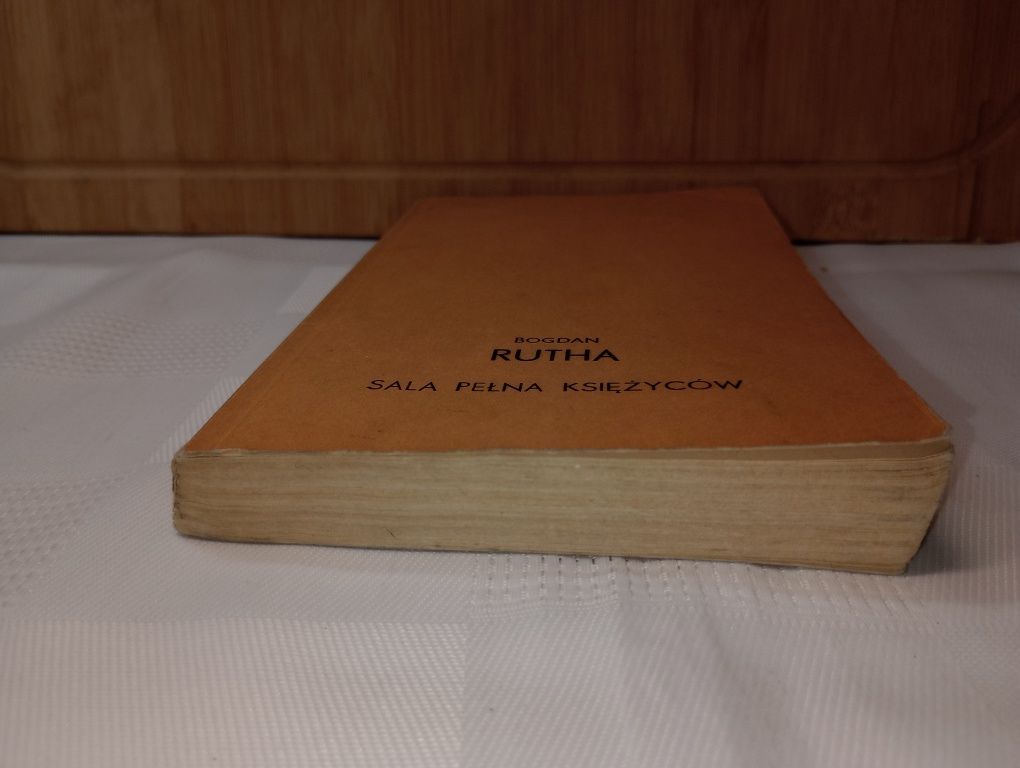 BOGDAN
RUTHA
SALA PEŁNA KSIĘŻYCÓW